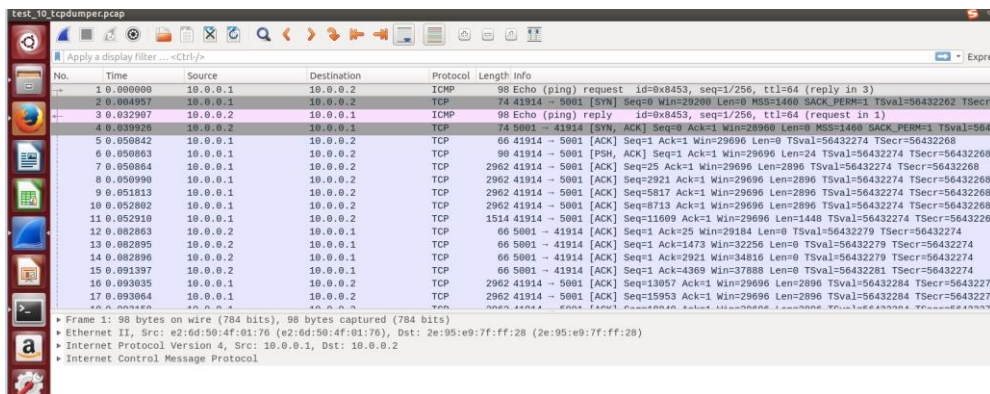 test_10_tcpdumper.pcap
Apply a display filter ... <Ctrl-/>
Expre
No. Time Source Destination Protocol Length Info
1 0.000000 10.0.0.1 10.0.0.2 ICMP 98 Echo (ping) request id=0x8453, seq=1/256, ttl=64 (reply in 3)
2 0.004957 10.0.0.1 10.0.0.2 TCP 74 41914 → 5001 [SYN] Seq=0 Win=29200 Len=0 MSS=1460 SACK_PERM=1 TSval=56432262 TSecr
3 0.032907 10.0.0.2 10.0.0.1 ICMP 98 Echo (ping) reply id=0x8453, seq=1/256, ttl=64 (request in 1)
4 0.039926 10.0.0.2 10.0.0.1 TCP 74 5001 → 41914 [SYN, ACK] Seq=0 Ack=1 Win=28960 Len=0 MSS=1460 SACK_PERM=1 TSval=564
5 0.050842 10.0.0.1 10.0.0.2 TCP 66 41914 → 5001 [ACK] Seq=1 Ack=1 Win=29696 Len=0 TSval=56432274 TSecr=56432268
6 0.050863 10.0.0.1 10.0.0.2 TCP 90 41914 → 5001 [PSH, ACK] Seq=1 Ack=1 Win=29696 Len=24 TSval=56432274 TSecr=56432268
7 0.050864 10.0.0.1 10.0.0.2 TCP 2962 41914 → 5001 [ACK] Seq=25 Ack=1 Win=29696 Len=2896 TSval=56432274 TSecr=56432268
8 0.050990 10.0.0.1 10.0.0.2 TCP 2962 41914 → 5001 [ACK] Seq=2921 Ack=1 Win=29696 Len=2896 TSval=56432274 TSecr=56432268
9 0.051813 10.0.0.1 10.0.0.2 TCP 2962 41914 → 5001 [ACK] Seq=5817 Ack=1 Win=29696 Len=2896 TSval=56432274 TSecr=56432268
10 0.052802 10.0.0.1 10.0.0.2 TCP 2962 41914 → 5001 [ACK] Seq=8713 Ack=1 Win=29696 Len=2896 TSval=56432274 TSecr=56432268
11 0.052910 10.0.0.1 10.0.0.2 TCP 1514 41914 → 5001 [ACK] Seq=11609 Ack=1 Win=29696 Len=1448 TSval=56432274 TSecr=5643226
12 0.082863 10.0.0.2 10.0.0.1 TCP 66 5001 → 41914 [ACK] Seq=1 Ack=25 Win=29184 Len=0 TSval=56432279 TSecr=56432274
13 0.082895 10.0.0.2 10.0.0.1 TCP 66 5001 → 41914 [ACK] Seq=1 Ack=1473 Win=32256 Len=0 TSval=56432279 TSecr=56432274
14 0.082896 10.0.0.2 10.0.0.1 TCP 66 5001 → 41914 [ACK] Seq=1 Ack=2921 Win=34816 Len=0 TSval=56432279 TSecr=56432274
15 0.091397 10.0.0.2 10.0.0.1 TCP 66 5001 → 41914 [ACK] Seq=1 Ack=4369 Win=37888 Len=0 TSval=56432281 TSecr=56432274
16 0.093035 10.0.0.1 10.0.0.2 TCP 2962 41914 → 5001 [ACK] Seq=13057 Ack=1 Win=29696 Len=2896 TSval=56432284 TSecr=5643227
17 0.093064 10.0.0.1 10.0.0.2 TCP 2962 41914 → 5001 [ACK] Seq=15953 Ack=1 Win=29696 Len=2896 TSval=56432284 TSecr=5643227
Frame 1: 98 bytes on wire (784 bits), 98 bytes captured (784 bits)
Ethernet II, Src: e2:6d:50:4f:01:76 (e2:6d:50:4f:01:76), Dst: 2e:95:e9:7f:ff:28 (2e:95:e9:7f:ff:28)
Internet Protocol Version 4, Src: 10.0.0.1, Dst: 10.0.0.2
Internet Control Message Protocol